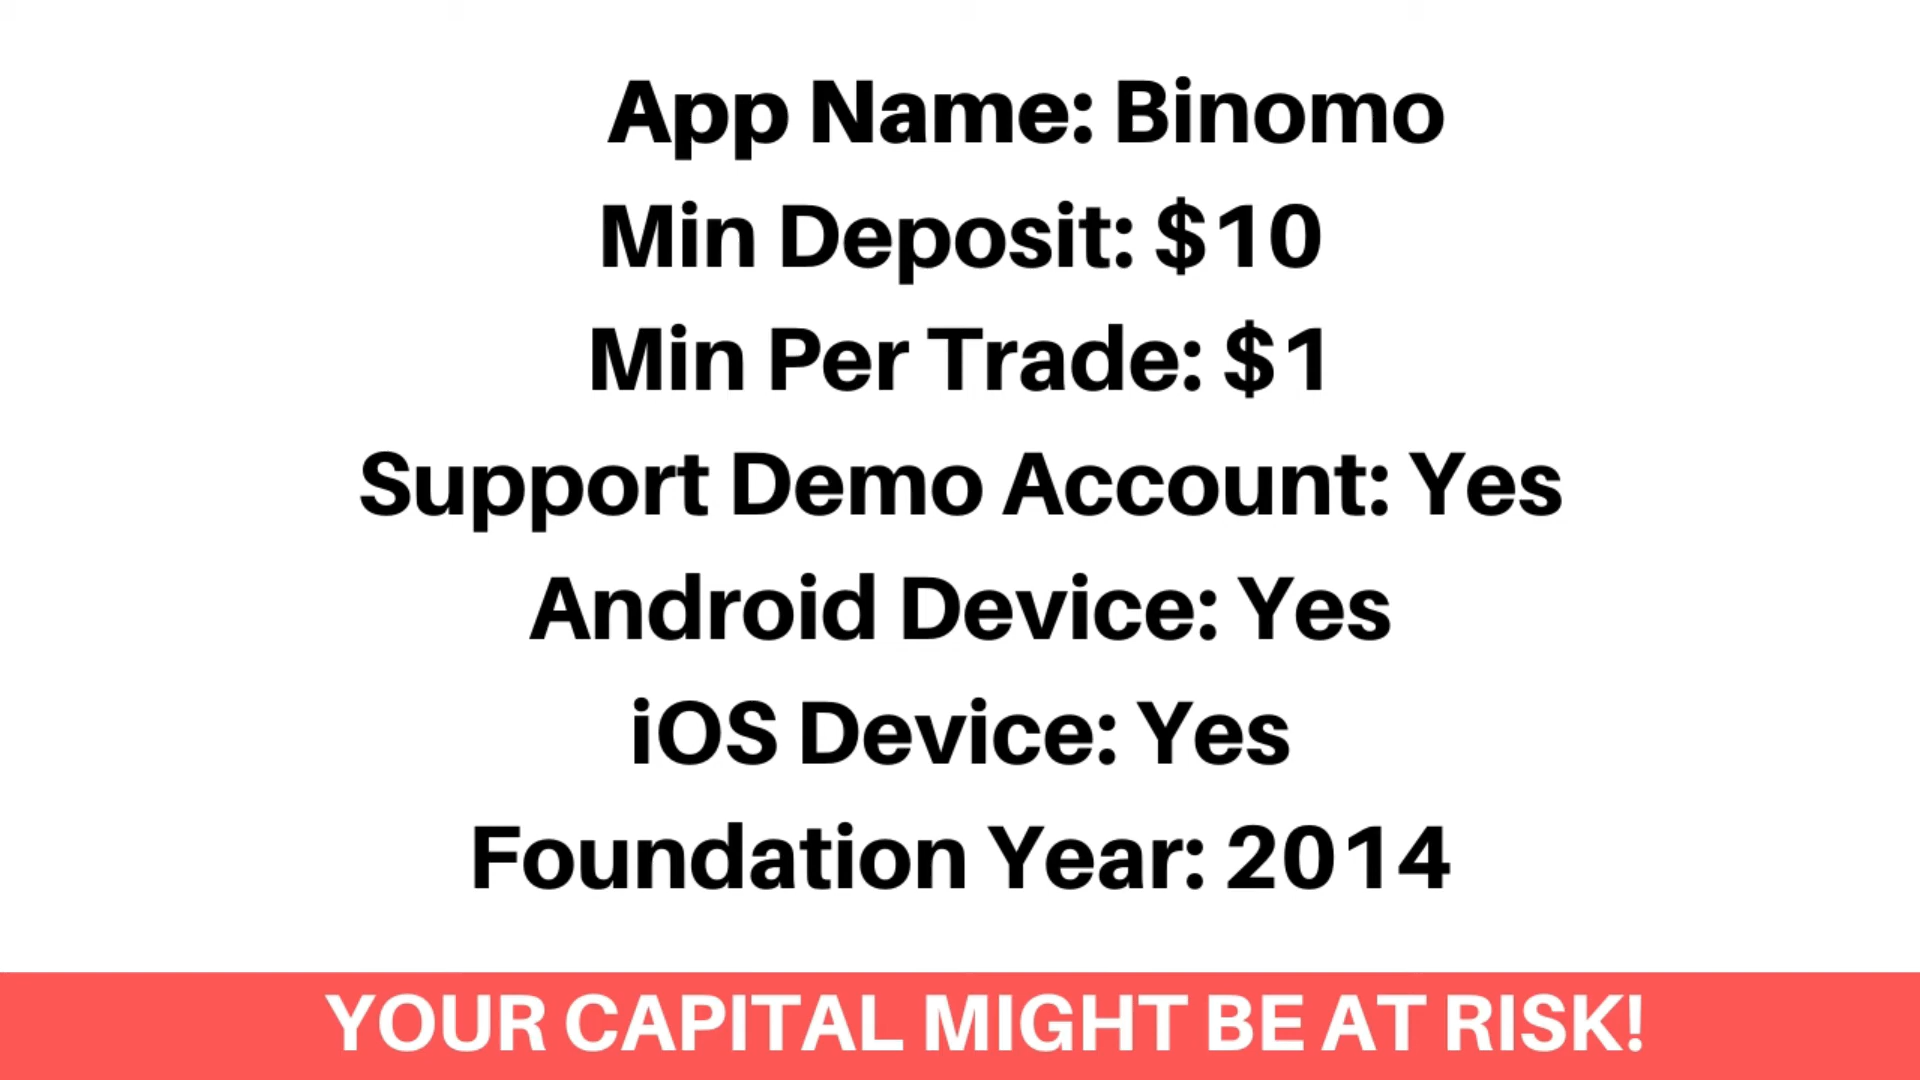 App Name: Binomo
Min Deposit: $10
Min Per Trade: $1
Support Demo Account: Yes
Android Device: Yes
iOS Device: Yes
Foundation Year: 2014
YOUR CAPITAL MIGHT BE AT RISK!